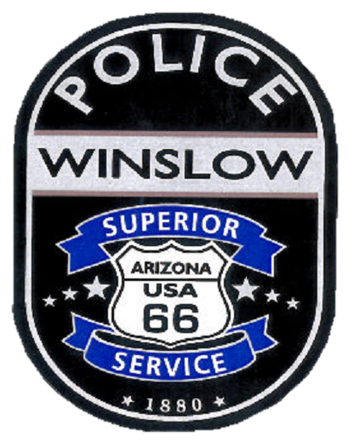 POLICE
WINSLOW
SUPERIOR
ARIZONA
USA
66
SERVICE
1880